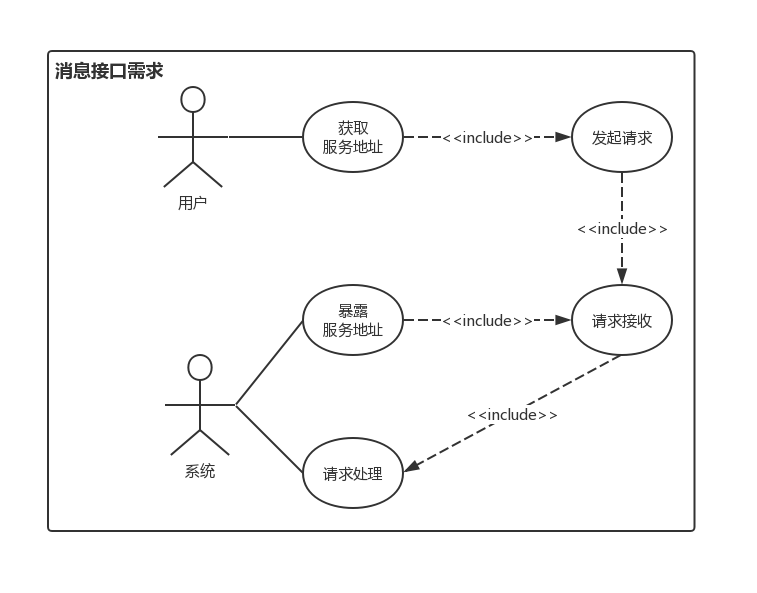 消息接口需求
获取
服务地址
<<include>>
发起请求
用户
<<include>>
暴露
服务地址
<<include>>
请求接收
<<include>>
系统
请求处理